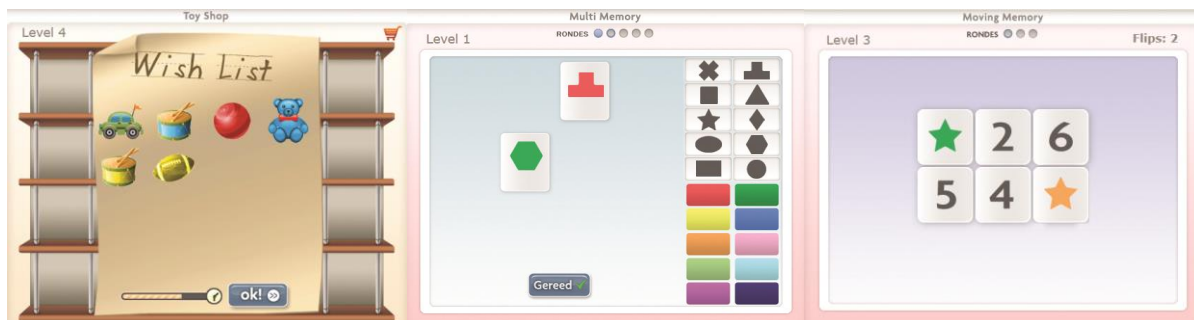 Toy Shop
Level 4
Wish List
ok!
Multi Memory
Level 1
RONDES
Gereed
Moving Memory
Level 3
RONDES
Flips: 2
2 6
5 4